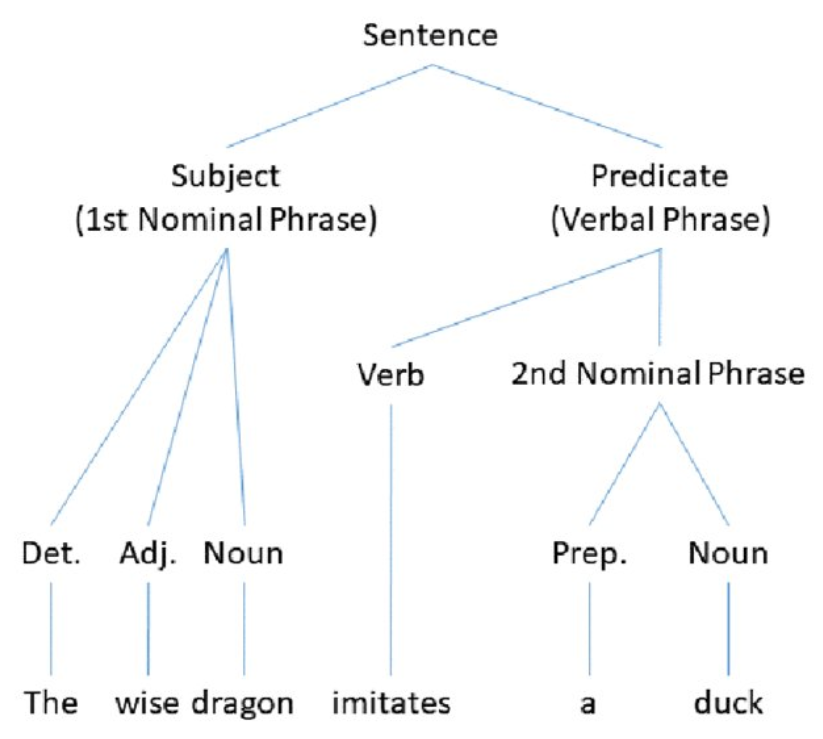 Sentence
Subject
(1st Nominal Phrase)
Predicate
(Verbal Phrase)
Verb
2nd Nominal Phrase
Det. Adj. Noun
Prep. Noun
The wise dragon imitates a duck